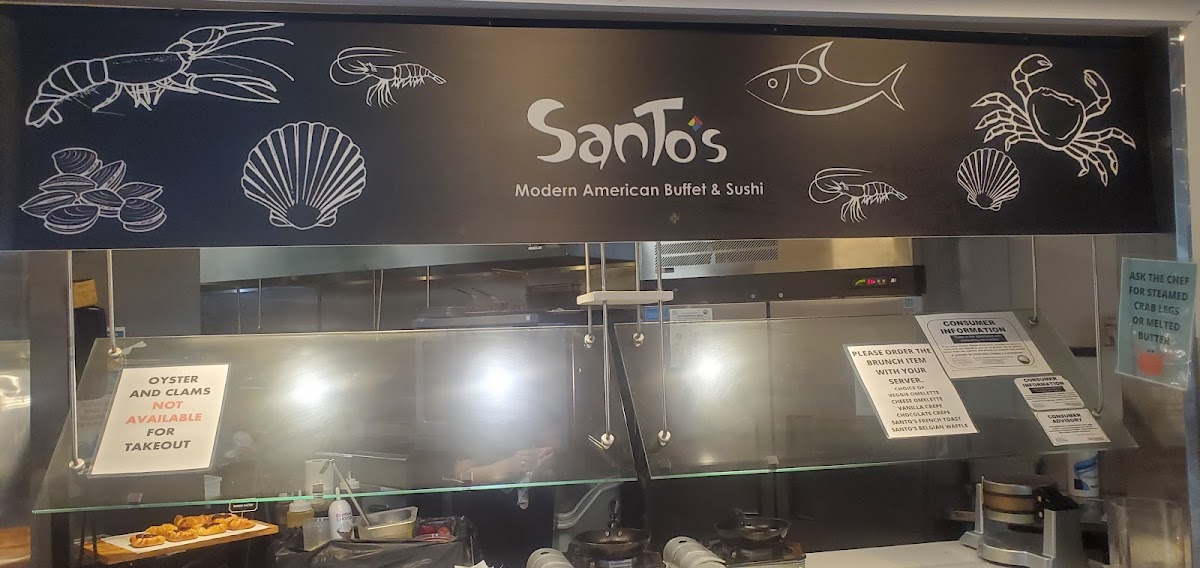 SanTo's
Modern American Buffet & Sushi
OYSTER
AND CLAMS
NOT
AVAILABLE
FOR
TAKEOUT
PLEASE ORDER THE
BRUNCH ITEM
WITH YOUR
SERVER..
CHOICE OF
VEGGIE OMELETTE
CHEESE OMELETTE
VANILLA CREPE
CHOCOLATE CREPE
SANTO'S FRENCH TOAST
SANTO'S BELGIAN WAFFLE
CONSUMER
INFORMATION
CONSUMER
INFORMATION
CONSUMER
ADVISORY
ASK THE CHEF
FOR STEAMED
CRAB LEGS
OR MELTED
BUTTER